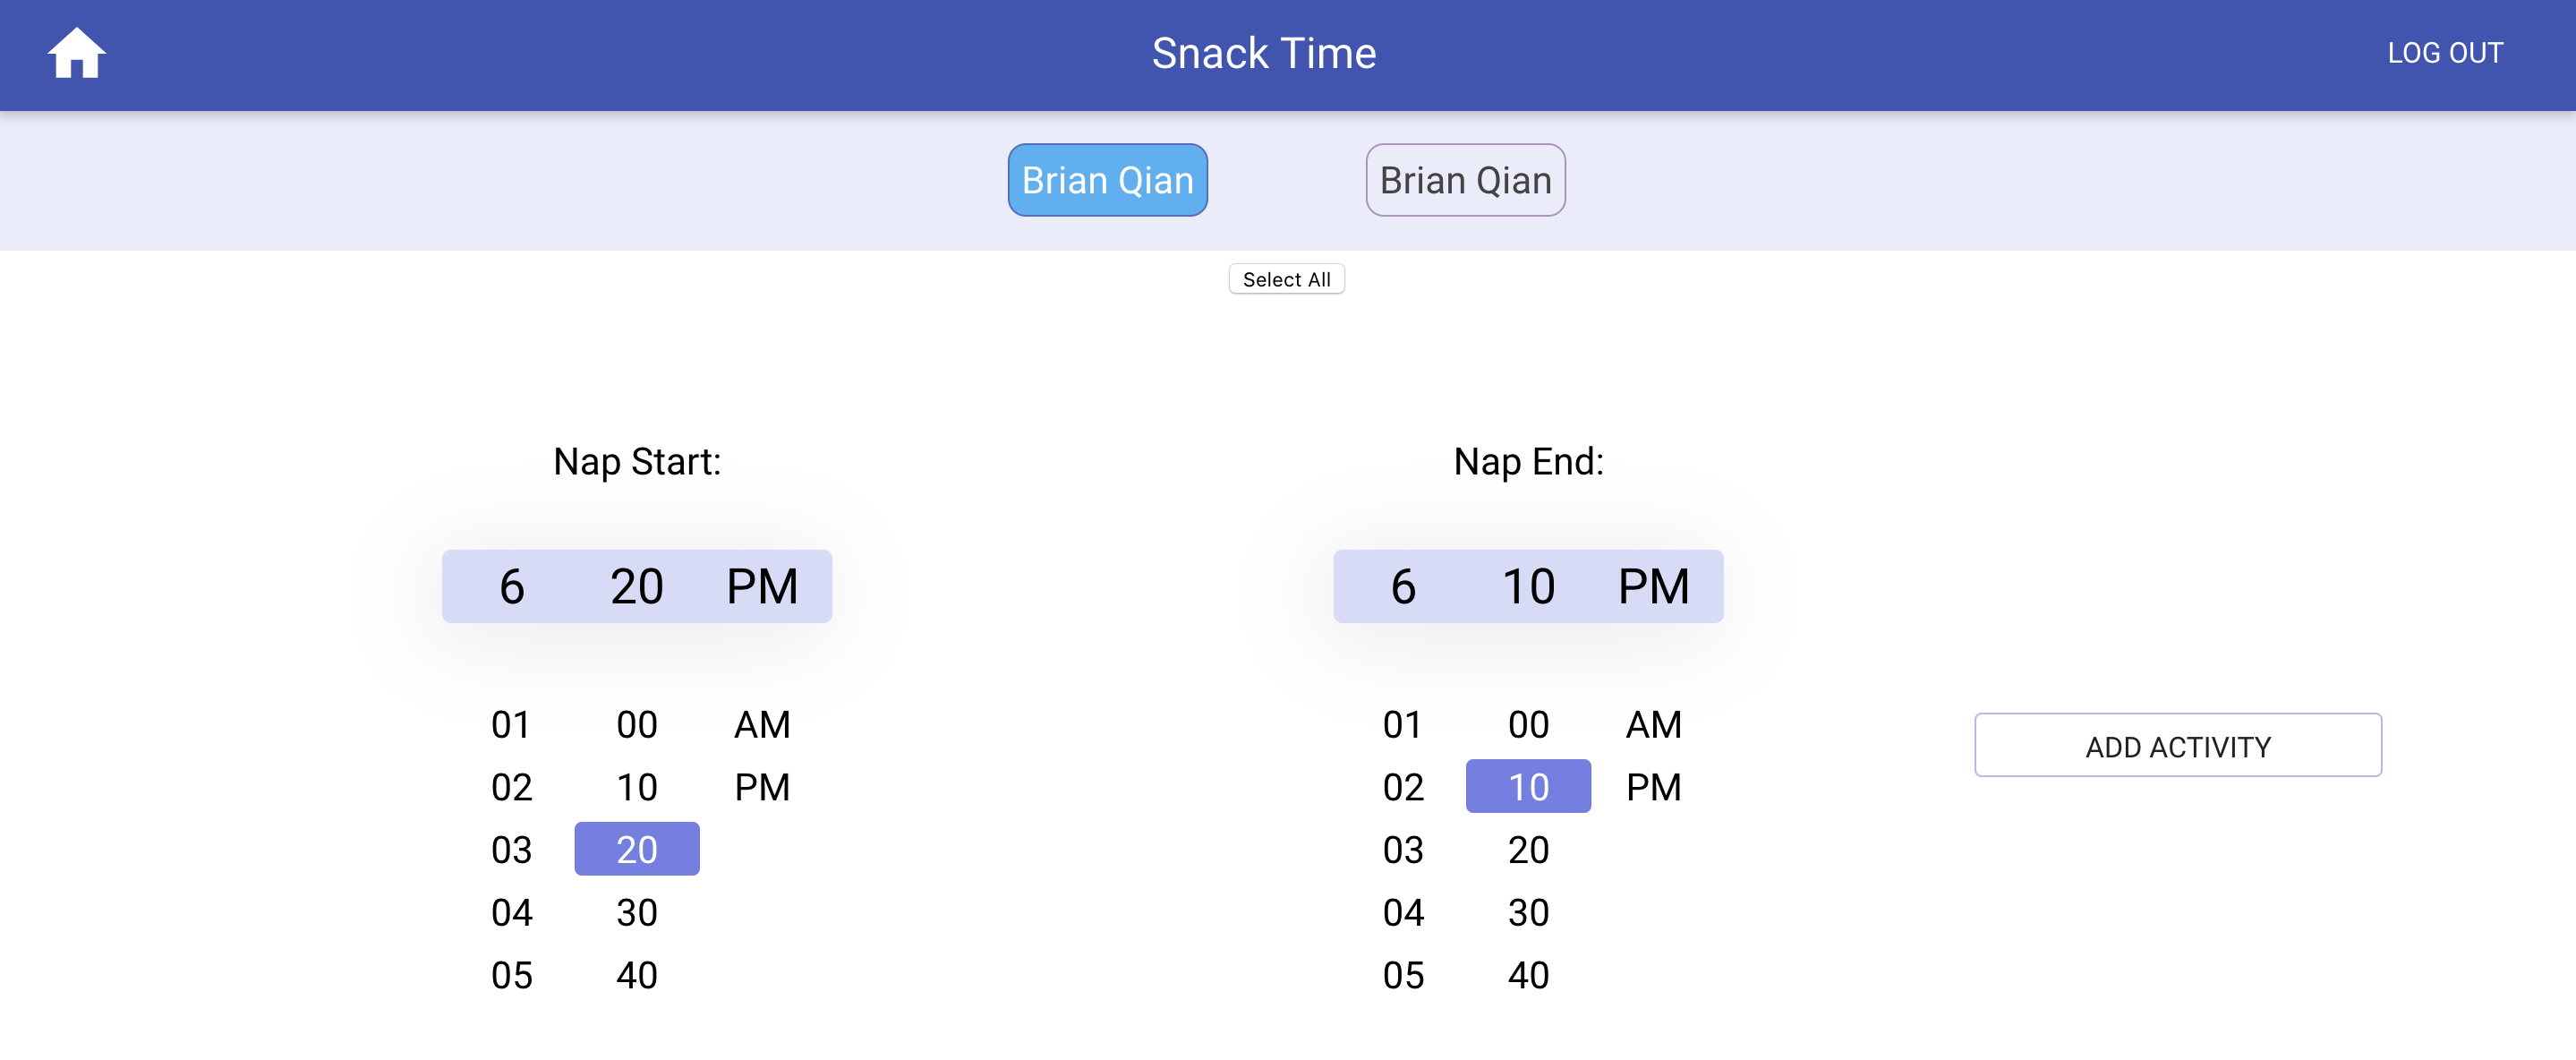 Snack Time
LOG OUT
Brian Qian Brian Qian
Select All
Nap Start: Nap End:
6 20 PM 6 10 PM
01 00 AM 01 00 AM
ADD ACTIVITY
02 10 PM 02 10 PM
03 20 03 20
04 30 04 30
05 40 05 40